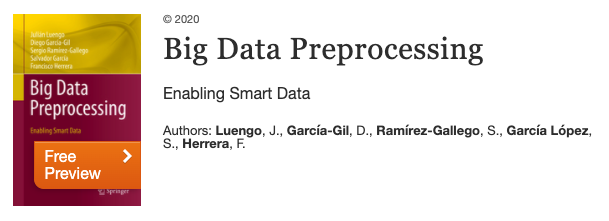 Julián Luengo
Diego García-Gil
Sergio Ramírez-Gallego
Salvador García
Francisco Herrera
Big Data
Preprocessing
Enabling Smart Data
Free
Preview
Springer
© 2020
Big Data Preprocessing
Enabling Smart Data
Authors: Luengo, J., García-Gil, D., Ramírez-Gallego, S., García López,
S., Herrera, F.